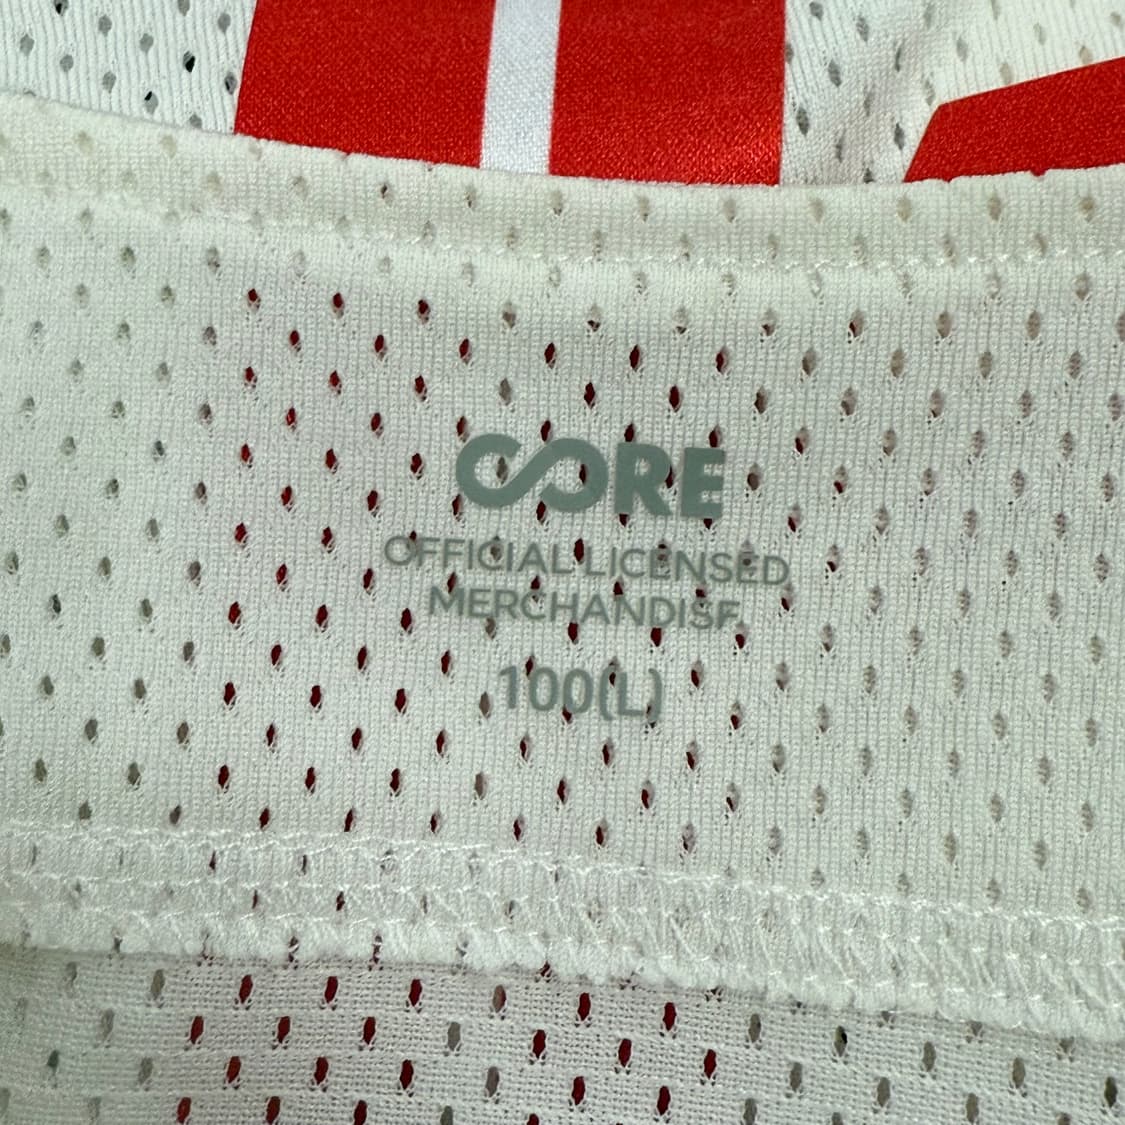 CORE
OFFICIAL LICENSED
MERCHANDISE
100(L)